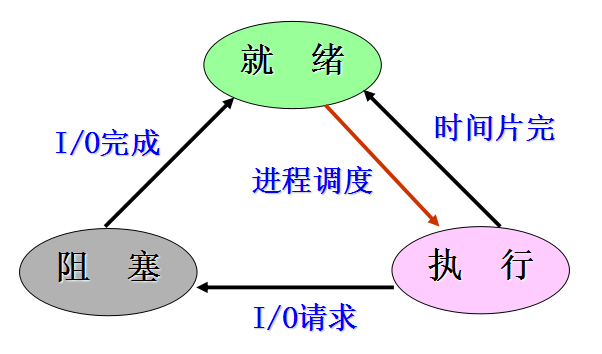 就 绪
I/O完成
时间片完
进程调度
阻 塞
执 行
I/O请求